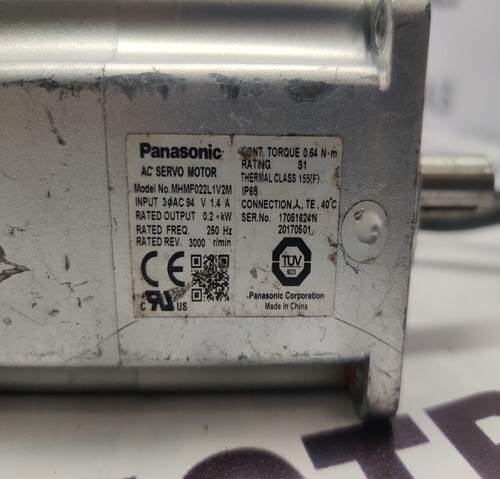 Panasonic
AC SERVO MOTOR
Model No. MHMF022L1V2M
INPUT 3ϕAC 94 V 1.4 A
RATED OUTPUT 0.2 kW
RATED FREQ. 250 Hz
RATED REV. 3000 r/min
CONT. TORQUE 0.64 N·m
RATING S1
THERMAL CLASS 155(F)
IP65
CONNECTION 人, TE, 40°C
SER.No. 17051624N
20170501
CE
c US
TÜV
SÜD
Panasonic Corporation
Made in China